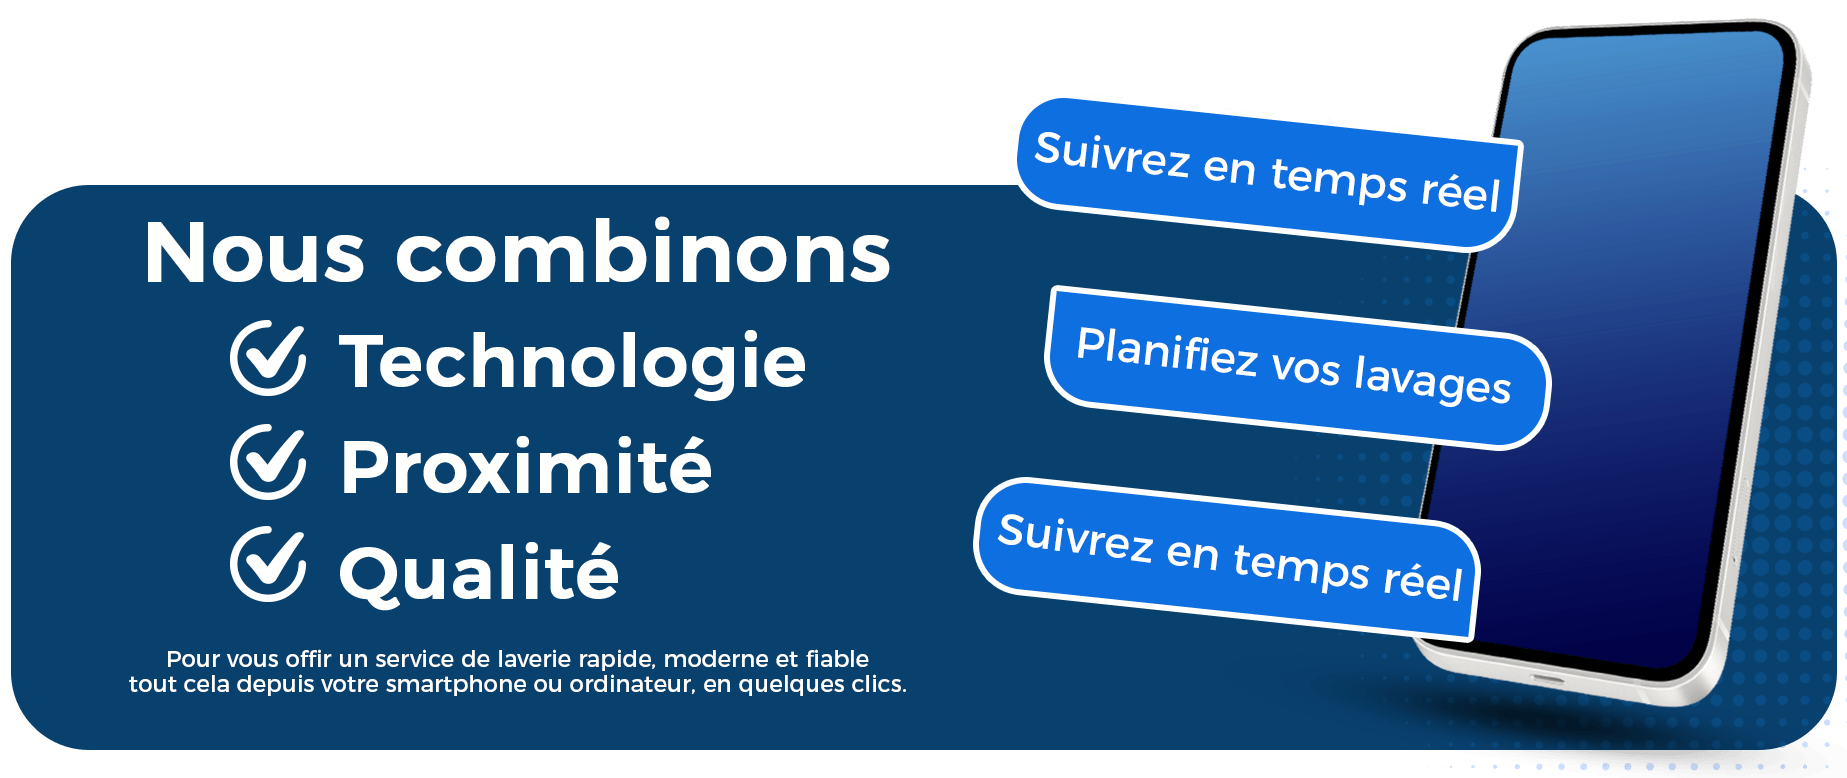 Nous combinons
Technologie
Proximité
Qualité
Pour vous offir un service de laverie rapide, moderne et fiable
tout cela depuis votre smartphone ou ordinateur, en quelques clics.
Suivrez en temps réel
Planifiez vos lavages
Suivrez en temps réel